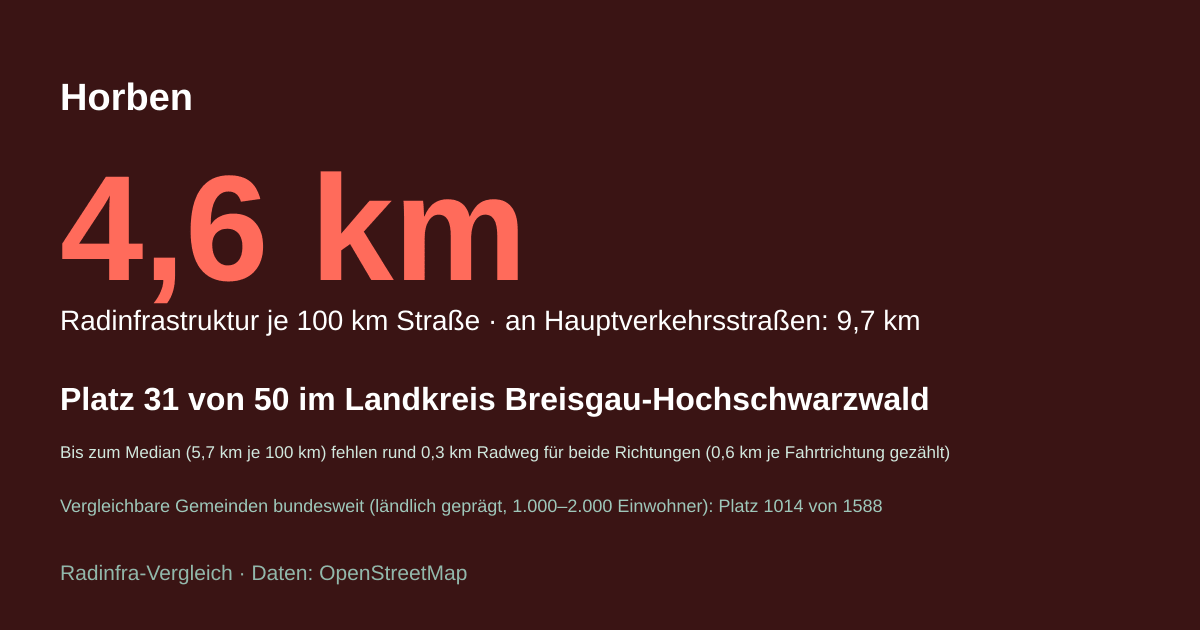 Horben
4,6 km
Radinfrastruktur je 100 km Straße · an Hauptverkehrsstraßen: 9,7 km
Platz 31 von 50 im Landkreis Breisgau-Hochschwarzwald
Bis zum Median (5,7 km je 100 km) fehlen rund 0,3 km Radweg für beide Richtungen (0,6 km je Fahrtrichtung gezählt)
Vergleichbare Gemeinden bundesweit (ländlich geprägt, 1.000–2.000 Einwohner): Platz 1014 von 1588
Radinfra-Vergleich · Daten: OpenStreetMap